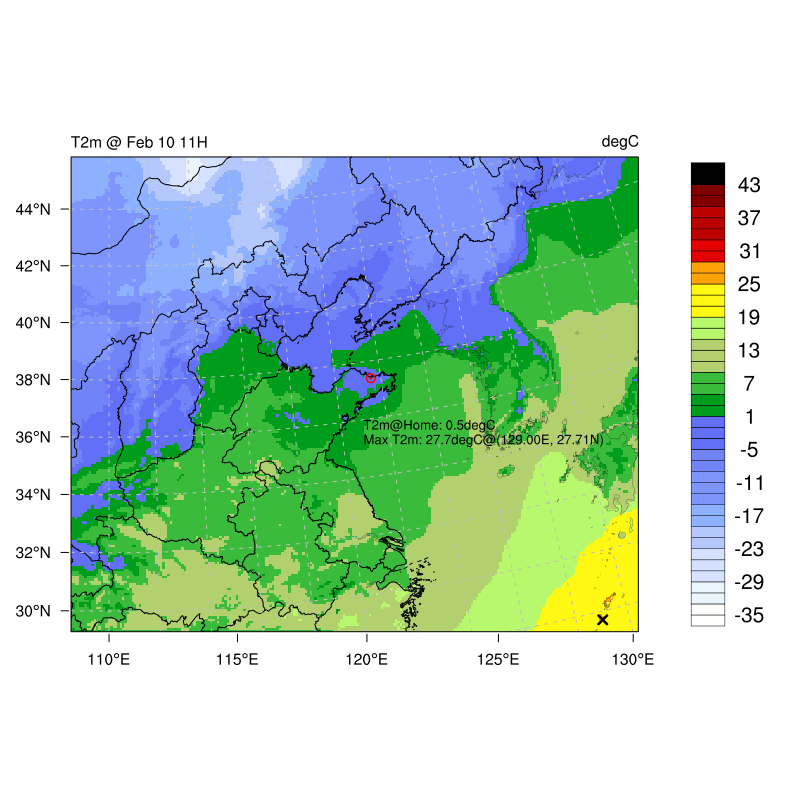 T2m @ Feb 10 11H
degC
44°N
42°N
40°N
38°N
36°N
34°N
32°N
30°N
110°E
115°E
120°E
125°E
130°E
T2m@Home: 0.5degC
Max T2m: 27.7degC@(129.00E, 27.71N)
43
37
31
25
19
13
7
1
-5
-11
-17
-23
-29
-35